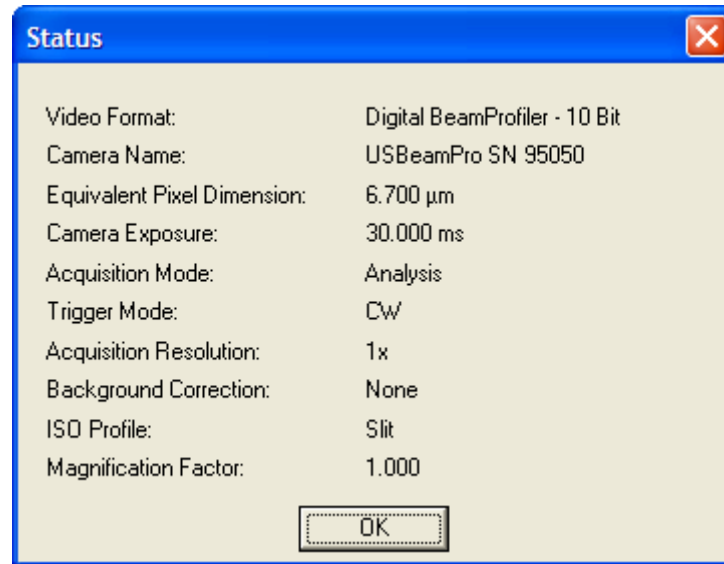 Status
Video Format: Digital BeamProfiler - 10 Bit
Camera Name: USBeamPro SN 95050
Equivalent Pixel Dimension: 6.700 µm
Camera Exposure: 30.000 ms
Acquisition Mode: Analysis
Trigger Mode: CW
Acquisition Resolution: 1x
Background Correction: None
ISO Profile: Slit
Magnification Factor: 1.000
OK